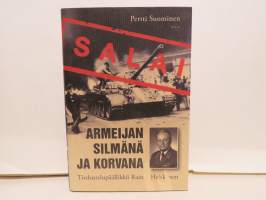 Pertti Suominen
SALAI
ARMEIJAN
SILMÄNÄ
JA KORVANA